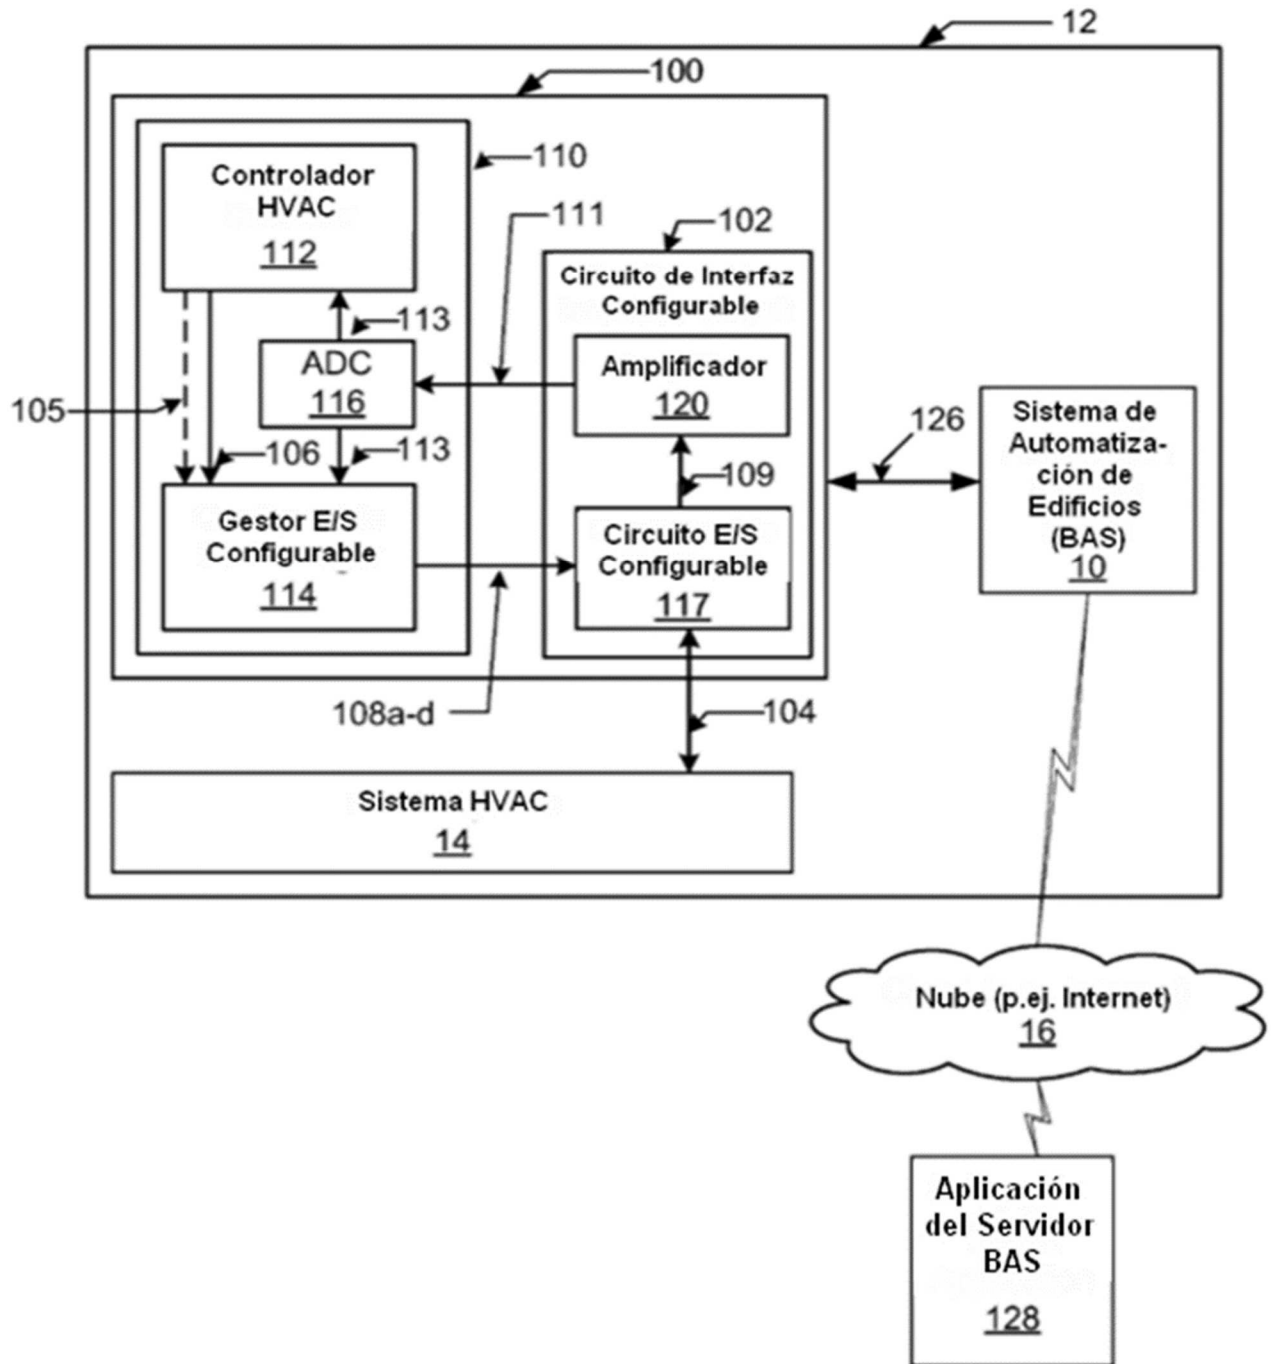 12
100
110
Controlador
HVAC
112
111
102
Circuito de Interfaz
Configurable
113
ADC
116
Amplificador
120
105
106
113
109
126
Sistema de
Automatiza-
ción de
Edificios
(BAS)
10
Gestor E/S
Configurable
114
Circuito E/S
Configurable
117
108a-d
104
Sistema HVAC
14
Nube (p.ej. Internet)
16
Aplicación
del Servidor
BAS
128